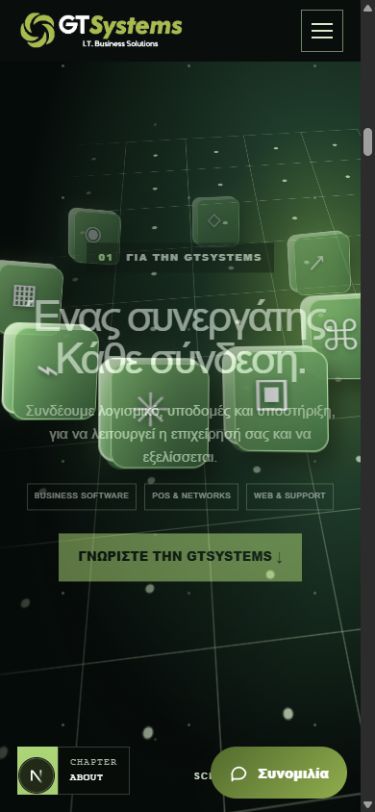 GTSystems
I.T. Business Solutions
01 ΓΙΑ ΤΗΝ GTSYSTEMS
Ένας συνεργάτης.
Κάθε σύνδεση.
Συνδέουμε λογισμικό, υποδομές και υποστήριξη,
για να λειτουργεί η επιχείρησή σας και να
εξελίσσεται.
BUSINESS SOFTWARE
POS & NETWORKS
WEB & SUPPORT
ΓΝΩΡΙΣΤΕ ΤΗΝ GTSYSTEMS ↓
N
CHAPTER
ABOUT
Συνομιλία